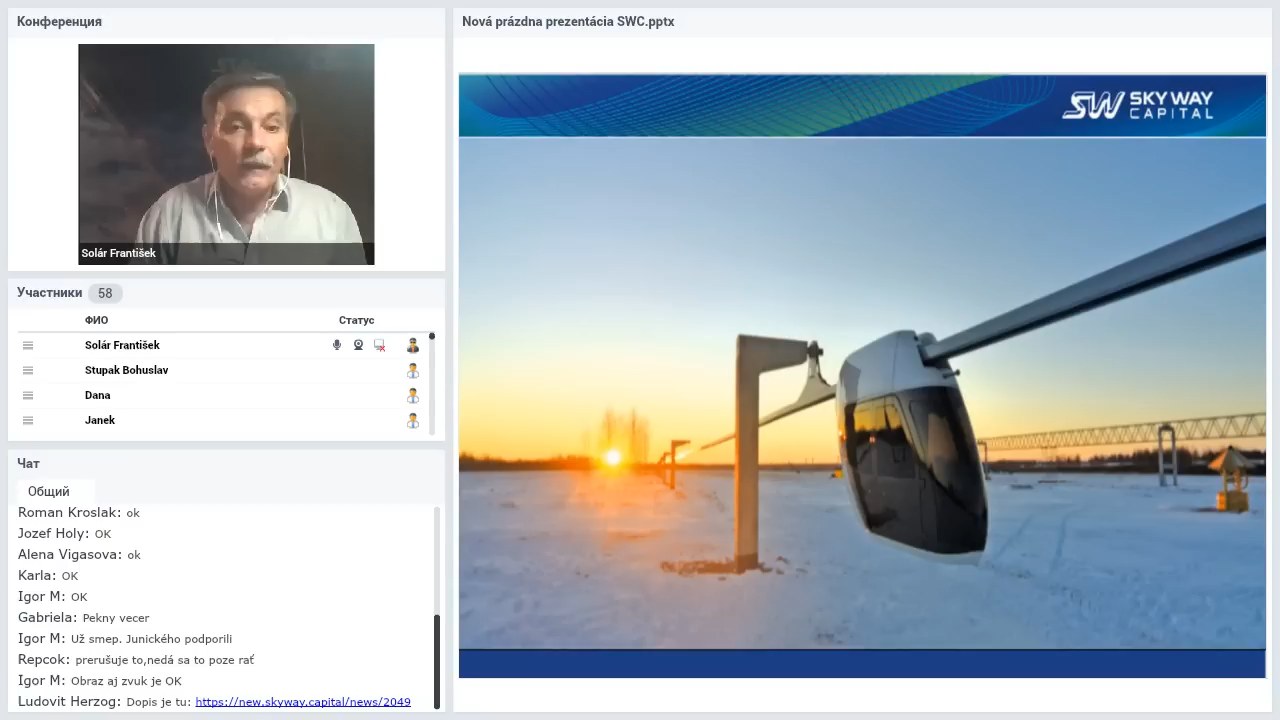 Конференция
Solár František
Участники 58
ФИО Статус
Solár František
Stupak Bohuslav
Dana
Janek
Чат
Общий
Roman Kroslak: ok
Jozef Holy: OK
Alena Vigasova: ok
Karla: OK
Igor M: OK
Gabriela: Pekny vecer
Igor M: Už smep. Junického podporili
Repcok: prerušuje to,nedá sa to poze rať
Igor M: Obraz aj zvuk je OK
Ludovit Herzog: Dopis je tu: https://new.skyway.capital/news/2049
Nová prázdna prezentácia SWC.pptx
SW SKY WAY
CAPITAL